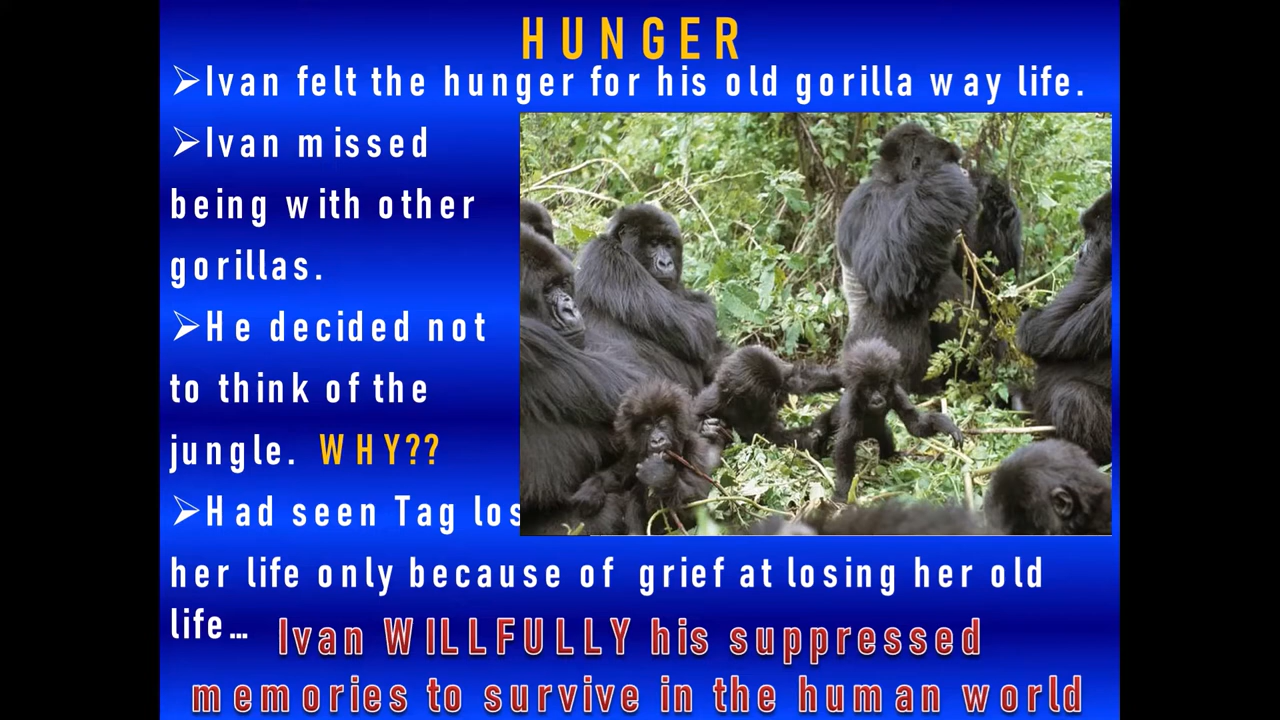 HUNGER
➢Ivan felt the hunger for his old gorilla way life.
➢Ivan missed
being with other
gorillas.
➢He decided not
to think of the
jungle. WHY??
➢Had seen Tag
her life only because of grief at losing her old
life…
Ivan WILLFULLY his suppressed
memories to survive in the human world